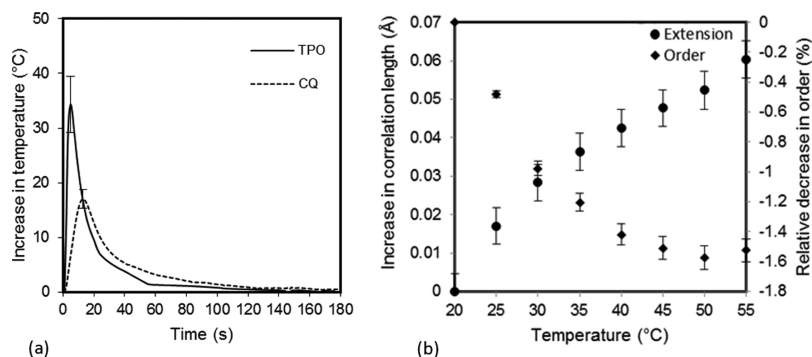 50
40
30
20
10
0
Increase in temperature (°C)
TPO
CQ
0 20 40 60 80 100 120 140 160 180
Time (s)
(a)
0.07
0.06
0.05
0.04
0.03
0.02
0.01
0
Increase in correlation length (Å)
Extension
Order
0
-0.2
-0.4
-0.6
-0.8
-1
-1.2
-1.4
-1.6
-1.8
Relative decrease in order (%)
20 25 30 35 40 45 50 55
Temperature (°C)
(b)